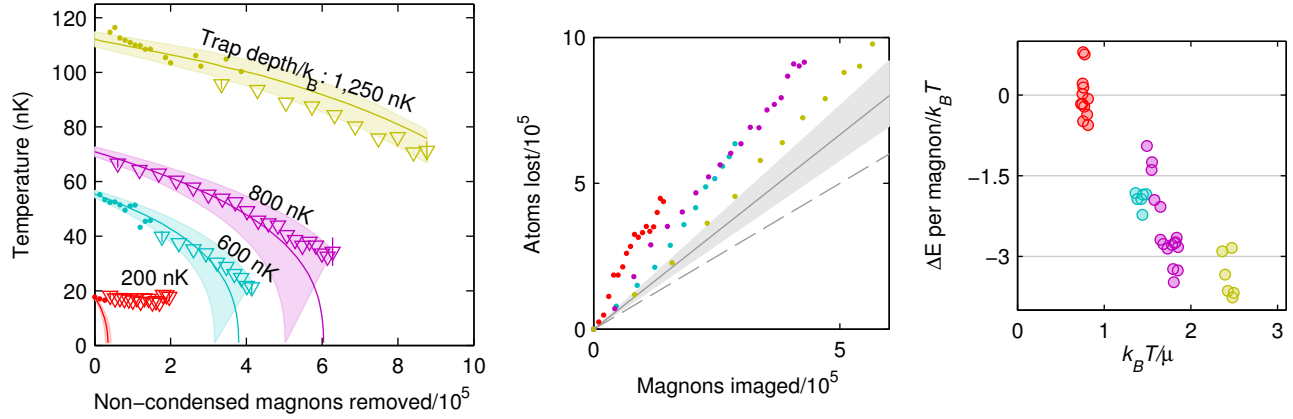 120
100
80
60
40
20
0
Temperature (nK)
0
2
4
6
8
10
Non−condensed magnons removed/10^5
Trap depth/k_B: 1,250 nK
800 nK
600 nK
200 nK
10
5
0
Atoms lost/10^5
0
5
Magnons imaged/10^5
0
−1.5
−3
ΔE per magnon/k_BT
0
1
2
3
k_BT/μ